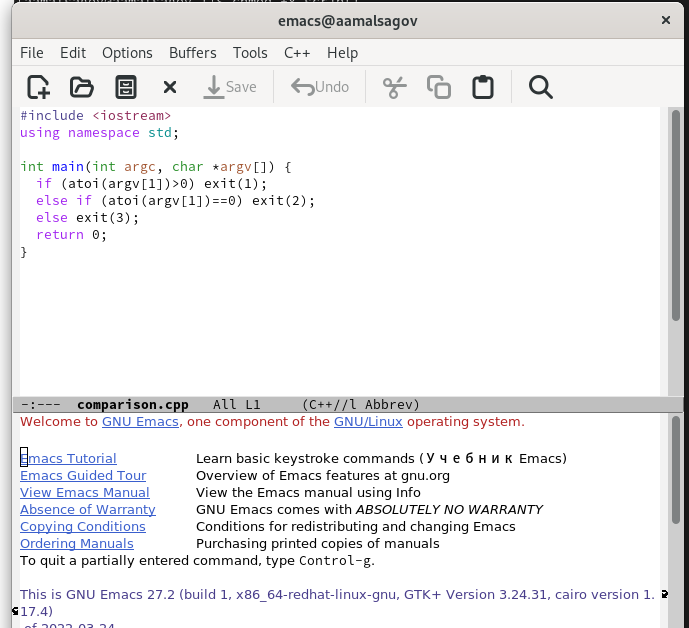 emacs@aamalsagov ×
File Edit Options Buffers Tools C++ Help
Save Undo
#include <iostream>
using namespace std;
int main(int argc, char *argv[]) {
  if (atoi(argv[1])>0) exit(1);
  else if (atoi(argv[1])==0) exit(2);
  else exit(3);
  return 0;
}
-:---  comparison.cpp   All L1     (C++//l Abbrev)
Welcome to GNU Emacs, one component of the GNU/Linux operating system.
Emacs Tutorial Learn basic keystroke commands (Учебник Emacs)
Emacs Guided Tour Overview of Emacs features at gnu.org
View Emacs Manual View the Emacs manual using Info
Absence of Warranty GNU Emacs comes with ABSOLUTELY NO WARRANTY
Copying Conditions Conditions for redistributing and changing Emacs
Ordering Manuals Purchasing printed copies of manuals
To quit a partially entered command, type Control-g.
This is GNU Emacs 27.2 (build 1, x86_64-redhat-linux-gnu, GTK+ Version 3.24.31, cairo version 1.
17.4)
of 2022-03-24